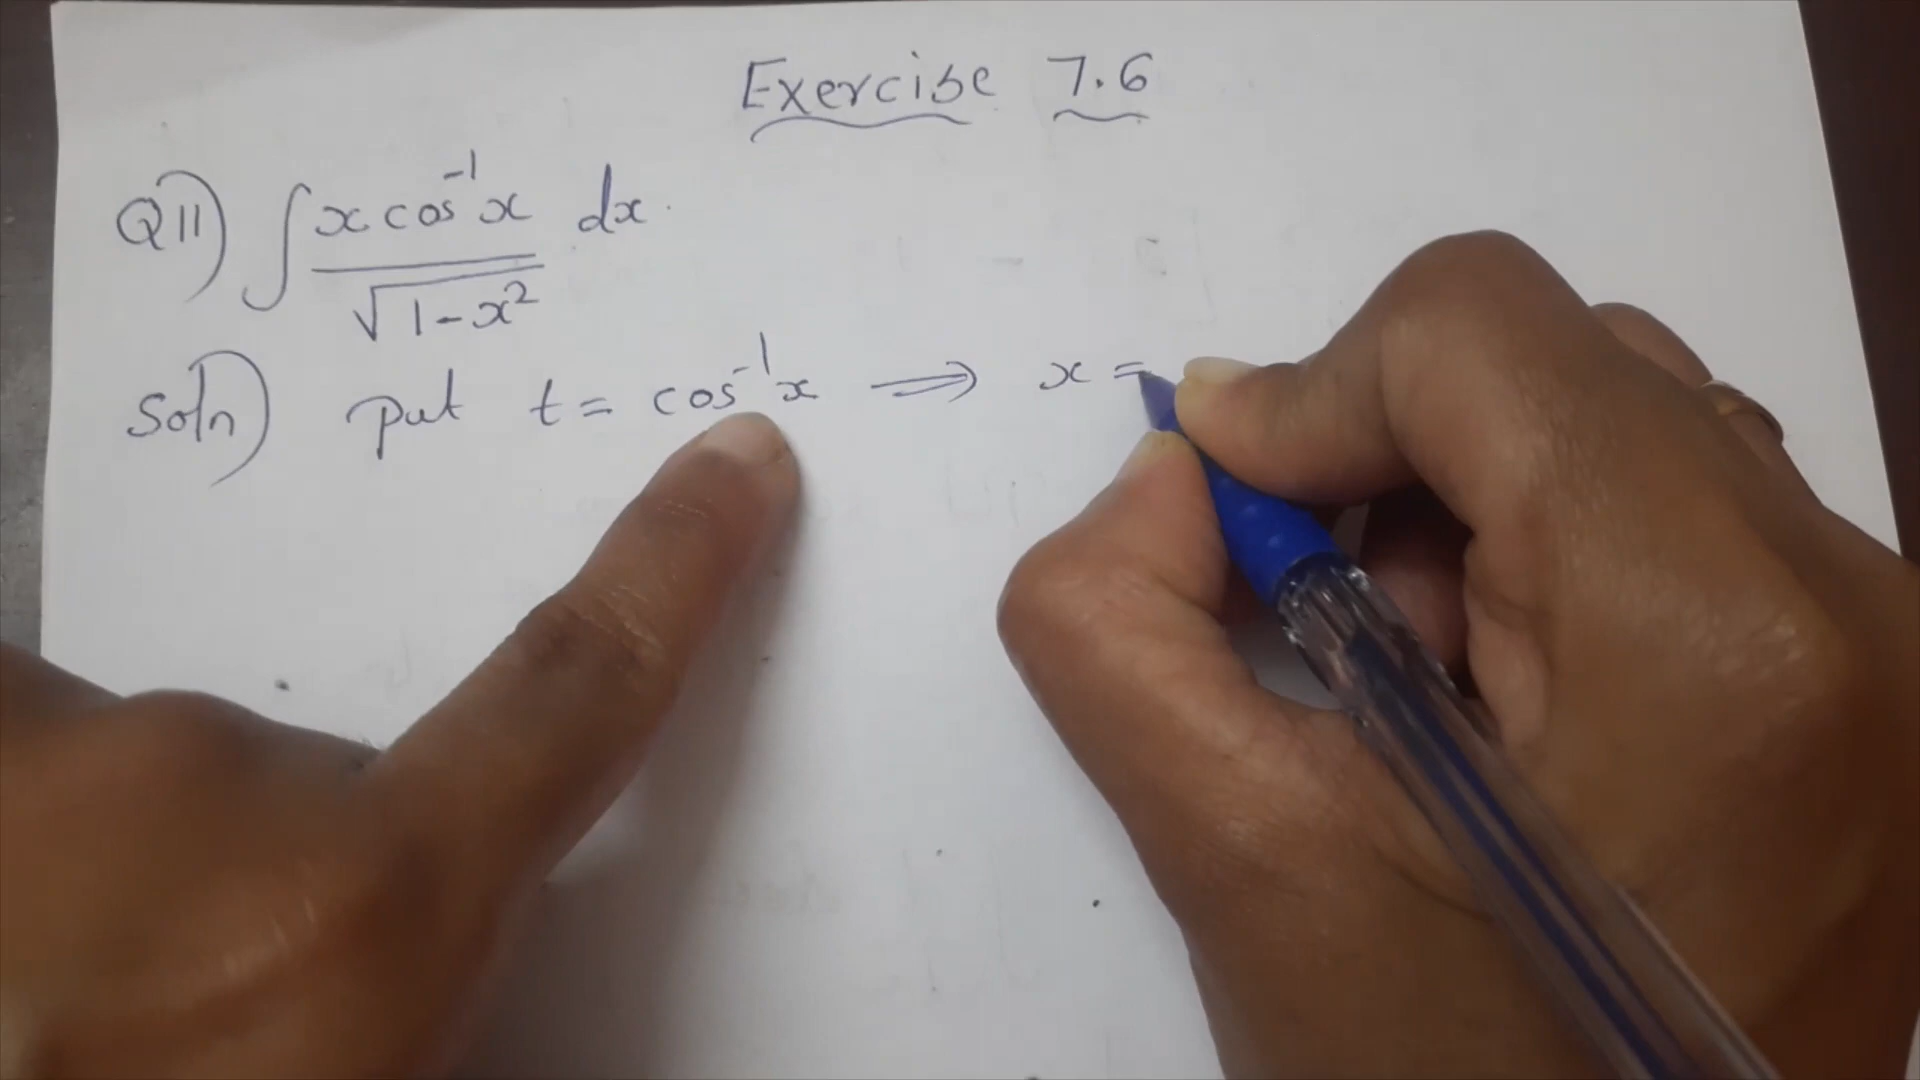 Exercise 7.6
Q11) ∫ x cos⁻¹x / √(1-x²) dx.
Soln) put t = cos⁻¹x ⟹ x =